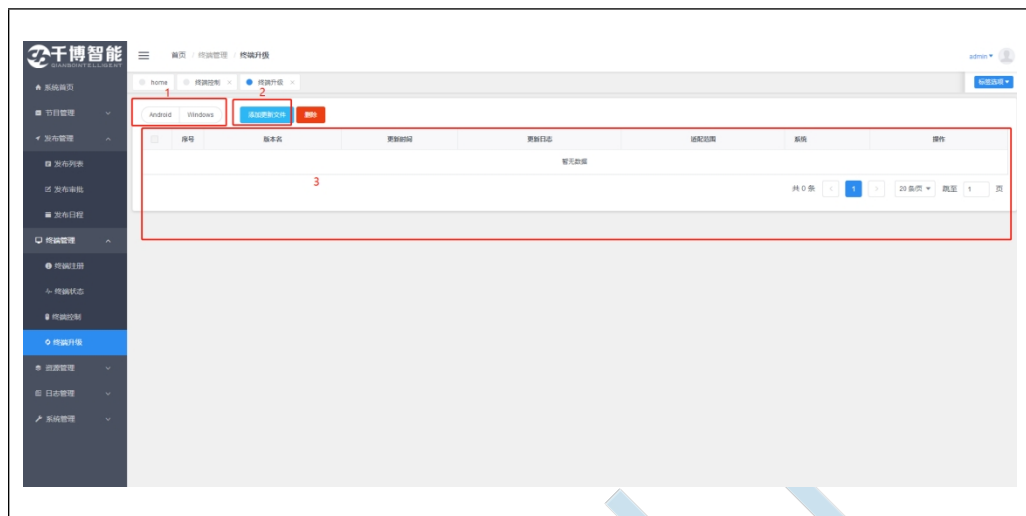 千博智能
QIANBOINTELLIGENT
首页 / 终端管理 / 终端升级
admin
home 终端控制 × 终端升级 ×
标签选项
1 2
Android Windows 添加更新文件 删除
序号 版本名 更新时间 更新日志 适配范围 系统 操作
暂无数据
3
共 0 条 < 1 > 20 条/页 跳至 1 页
系统首页
节目管理
发布管理
发布列表
发布审批
发布日程
终端管理
终端注册
终端状态
终端控制
终端升级
资源管理
日志管理
系统管理